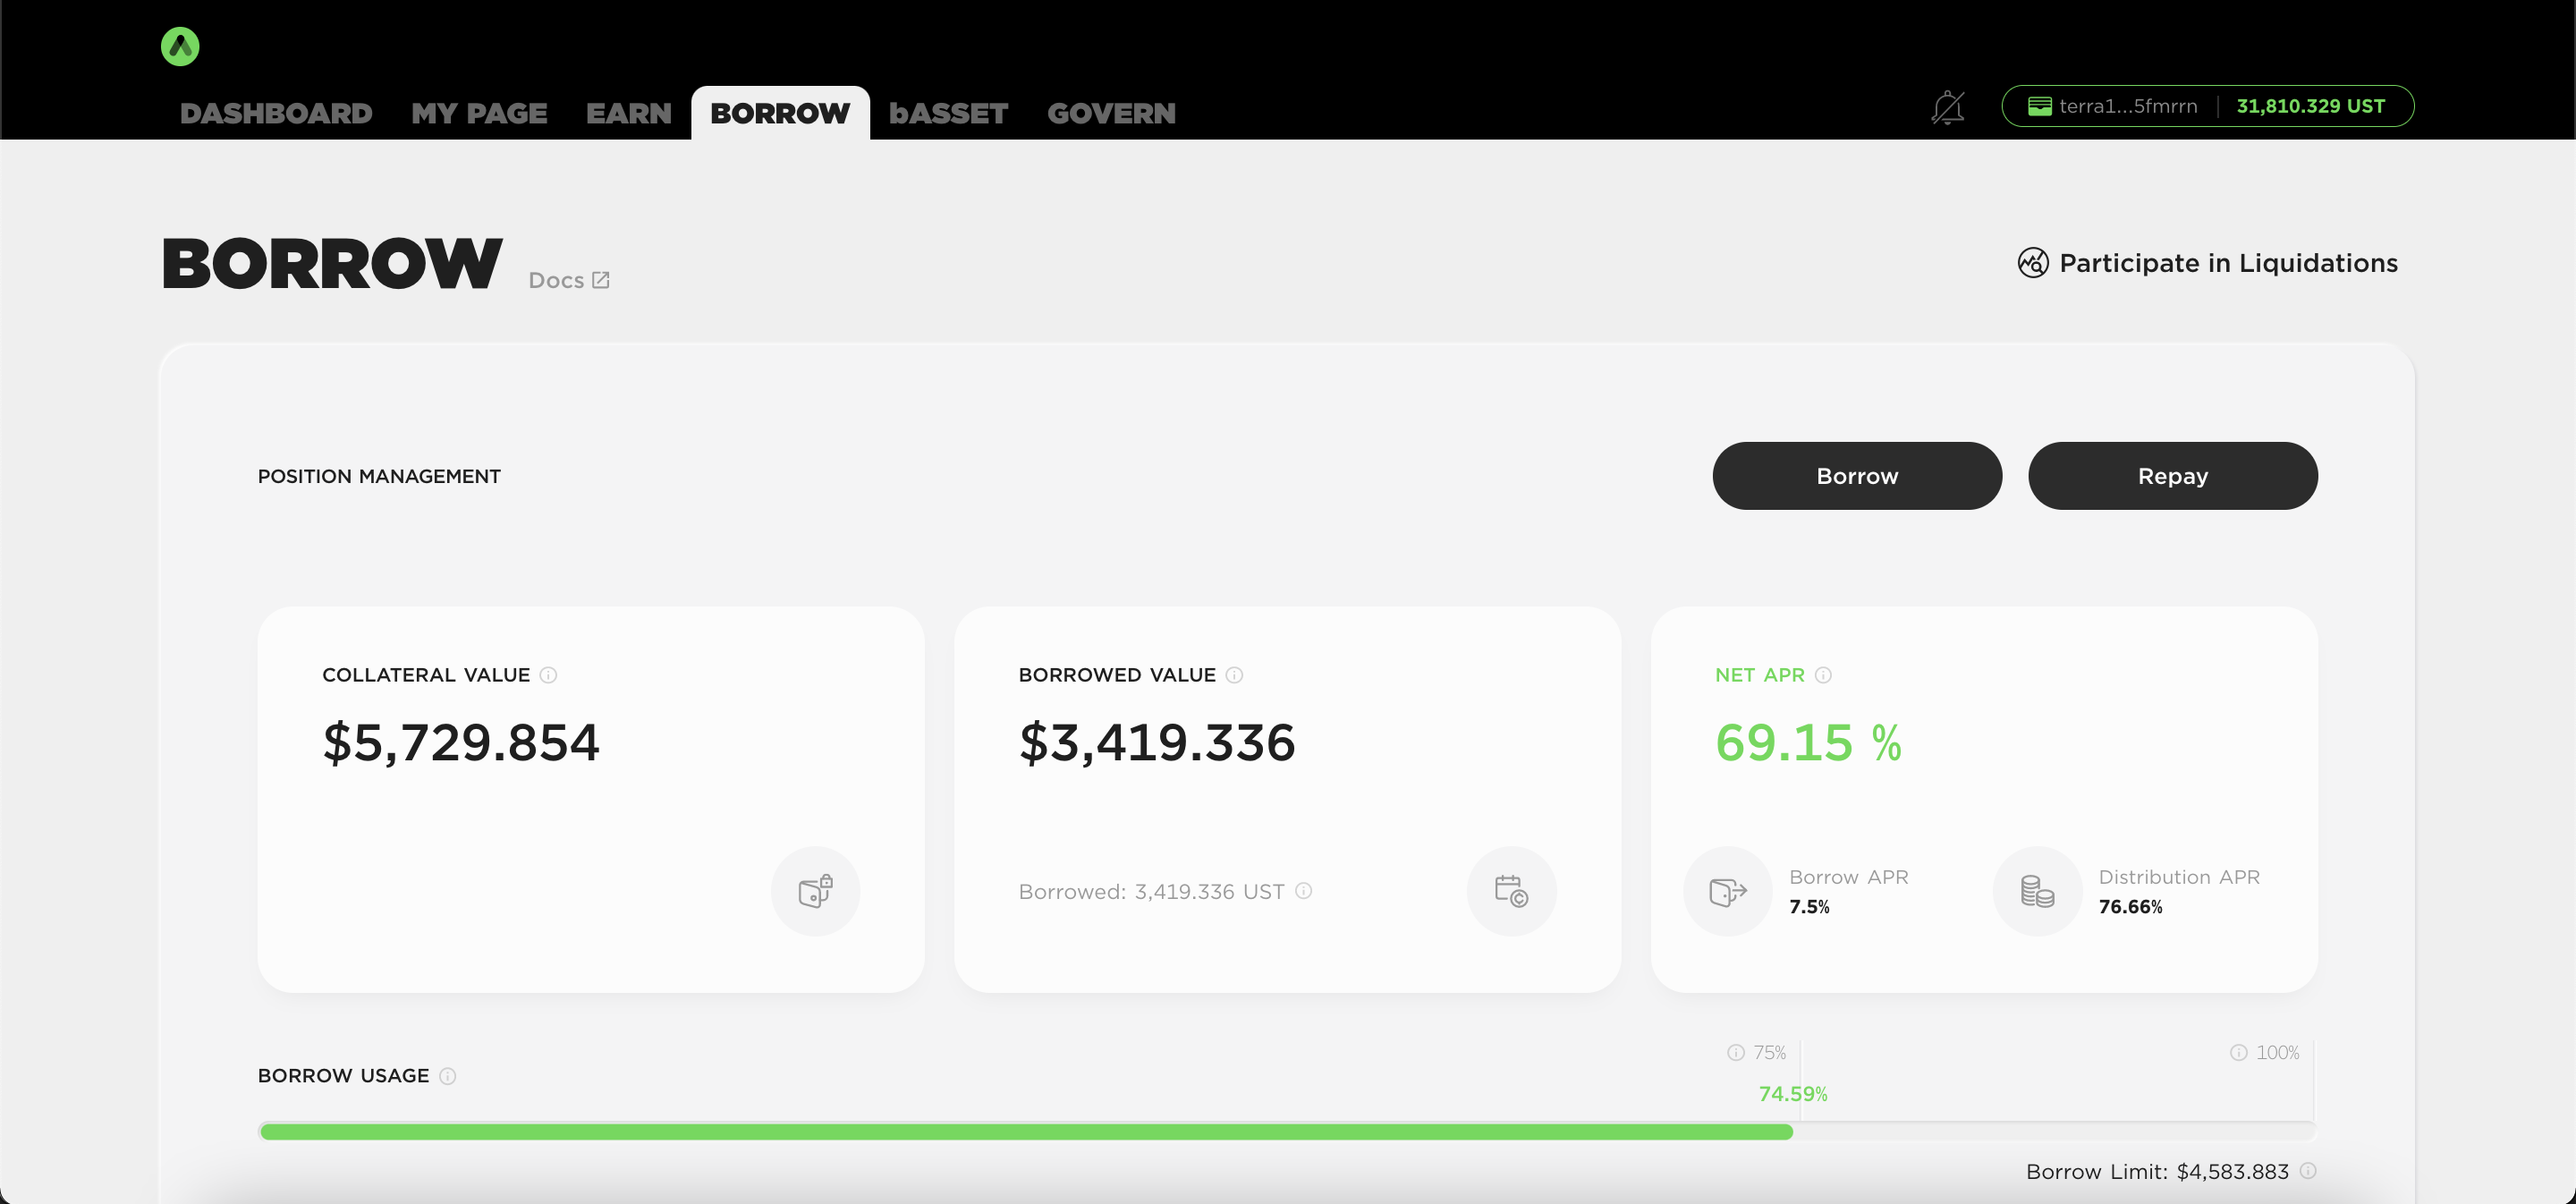 DASHBOARD MY PAGE EARN BORROW bASSET GOVERN
terra1...5fmrrn 31,810.329 UST
BORROW Docs
Participate in Liquidations
POSITION MANAGEMENT
Borrow Repay
COLLATERAL VALUE
$5,729.854
BORROWED VALUE
$3,419.336
Borrowed: 3,419.336 UST
NET APR
69.15 %
Borrow APR
7.5%
Distribution APR
76.66%
BORROW USAGE
75% 100%
74.59%
Borrow Limit: $4,583.883